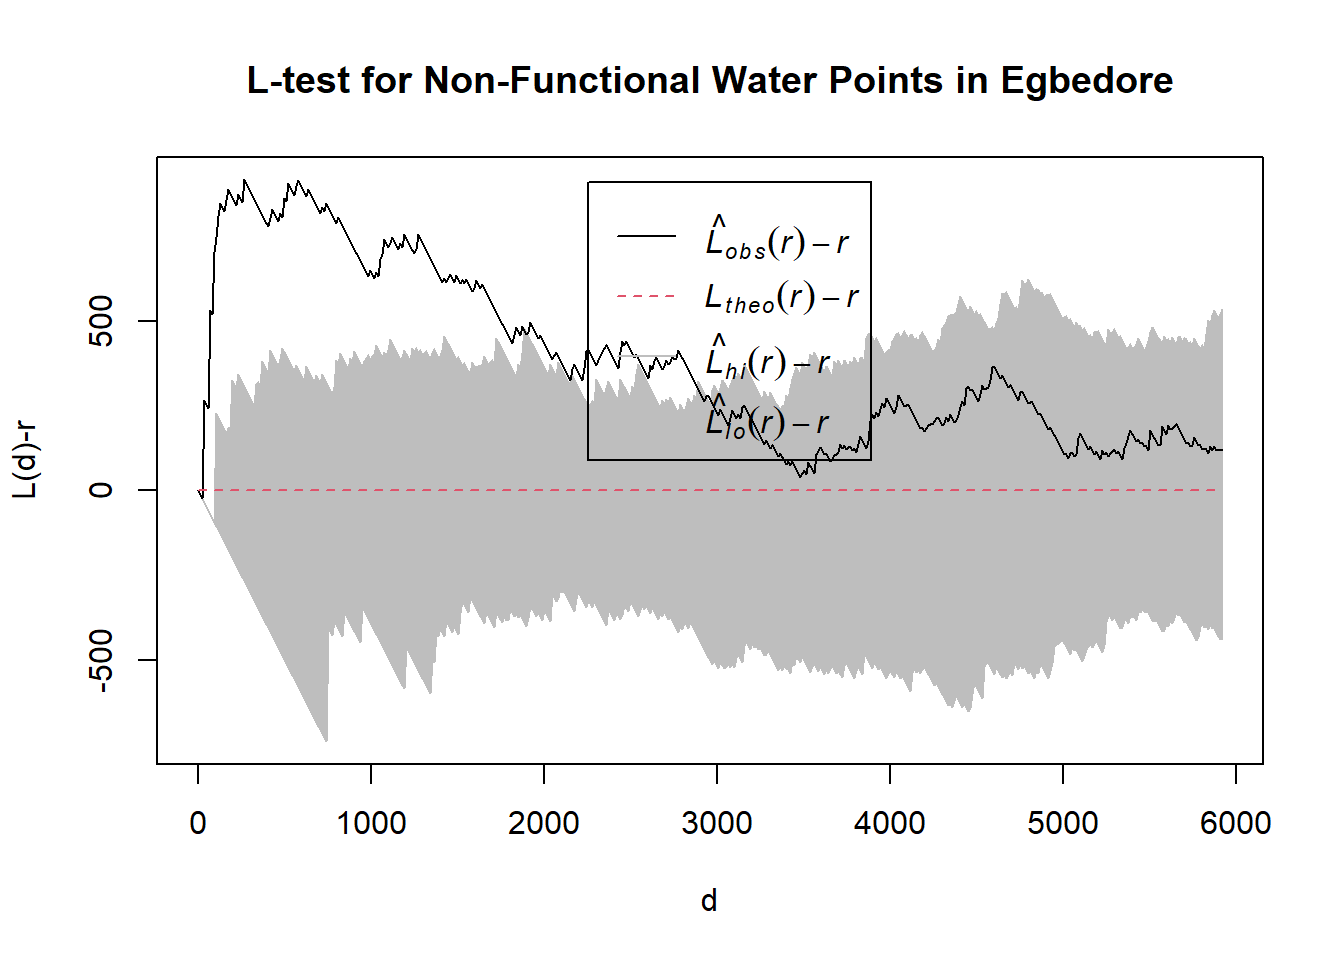 L-test for Non-Functional Water Points in Egbedore
L(d)-r
500
0
-500
L̂obs(r) – r
Ltheo(r) – r
L̂hi(r) – r
L̂lo(r) – r
0 1000 2000 3000 4000 5000 6000
d